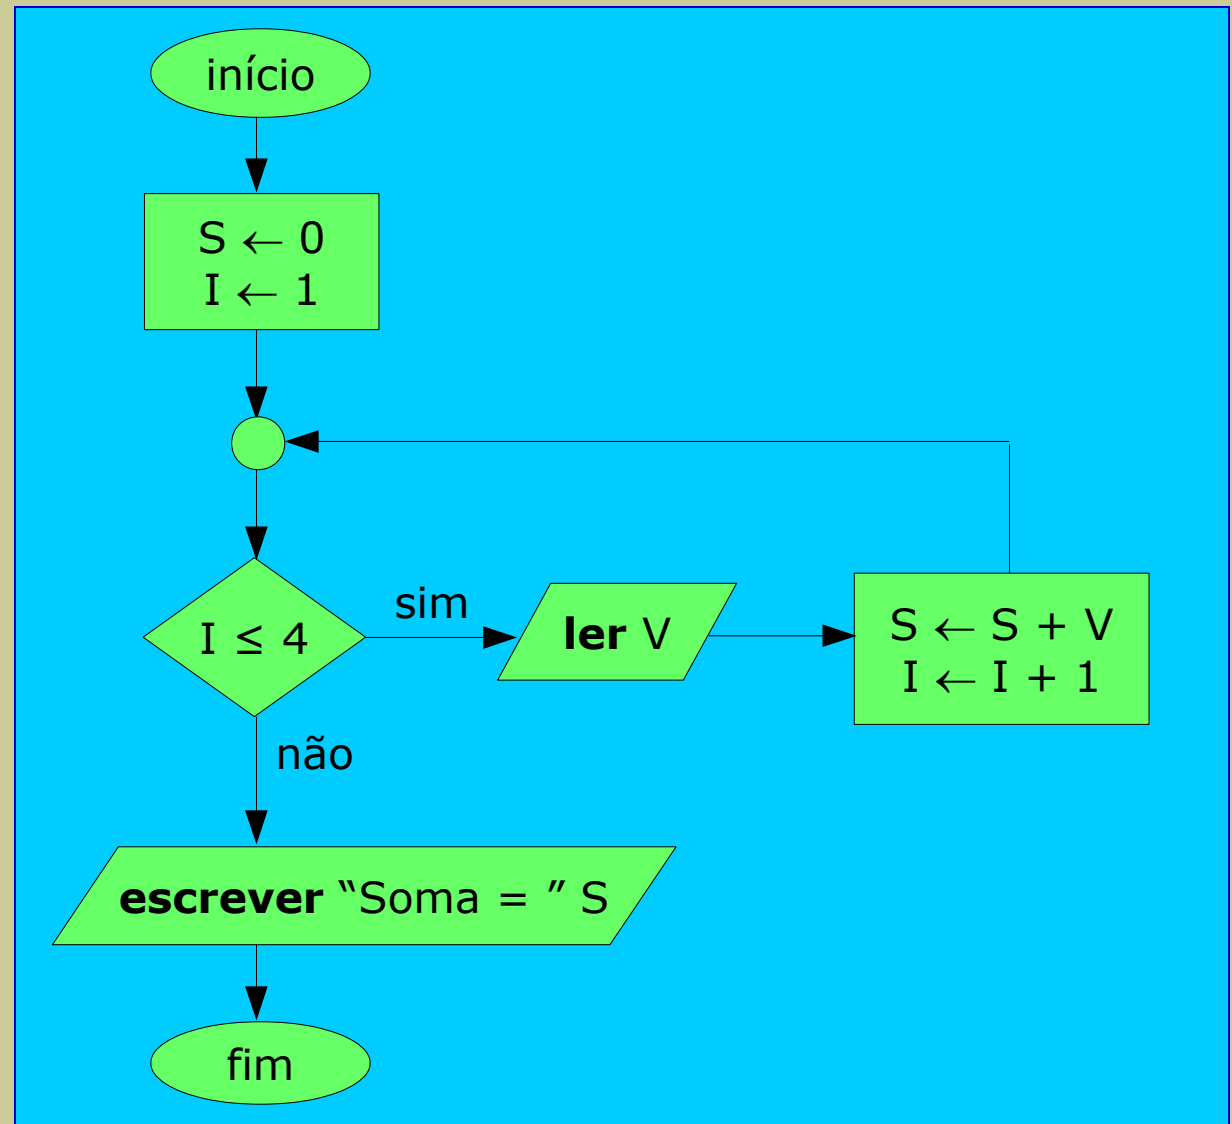 início
S ← 0
I ← 1
I ≤ 4
sim
ler V
S ← S + V
I ← I + 1
não
escrever “Soma = ” S
fim